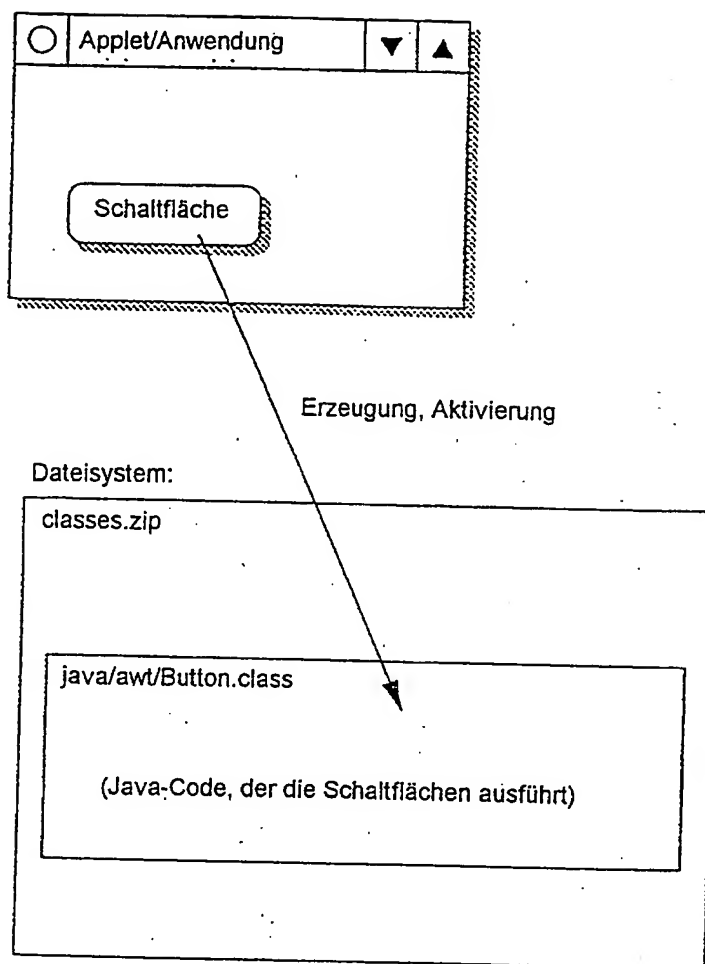 Applet/Anwendung
Schaltfläche
Erzeugung, Aktivierung
Dateisystem:
classes.zip
java/awt/Button.class
(Java-Code, der die Schaltflächen ausführt)